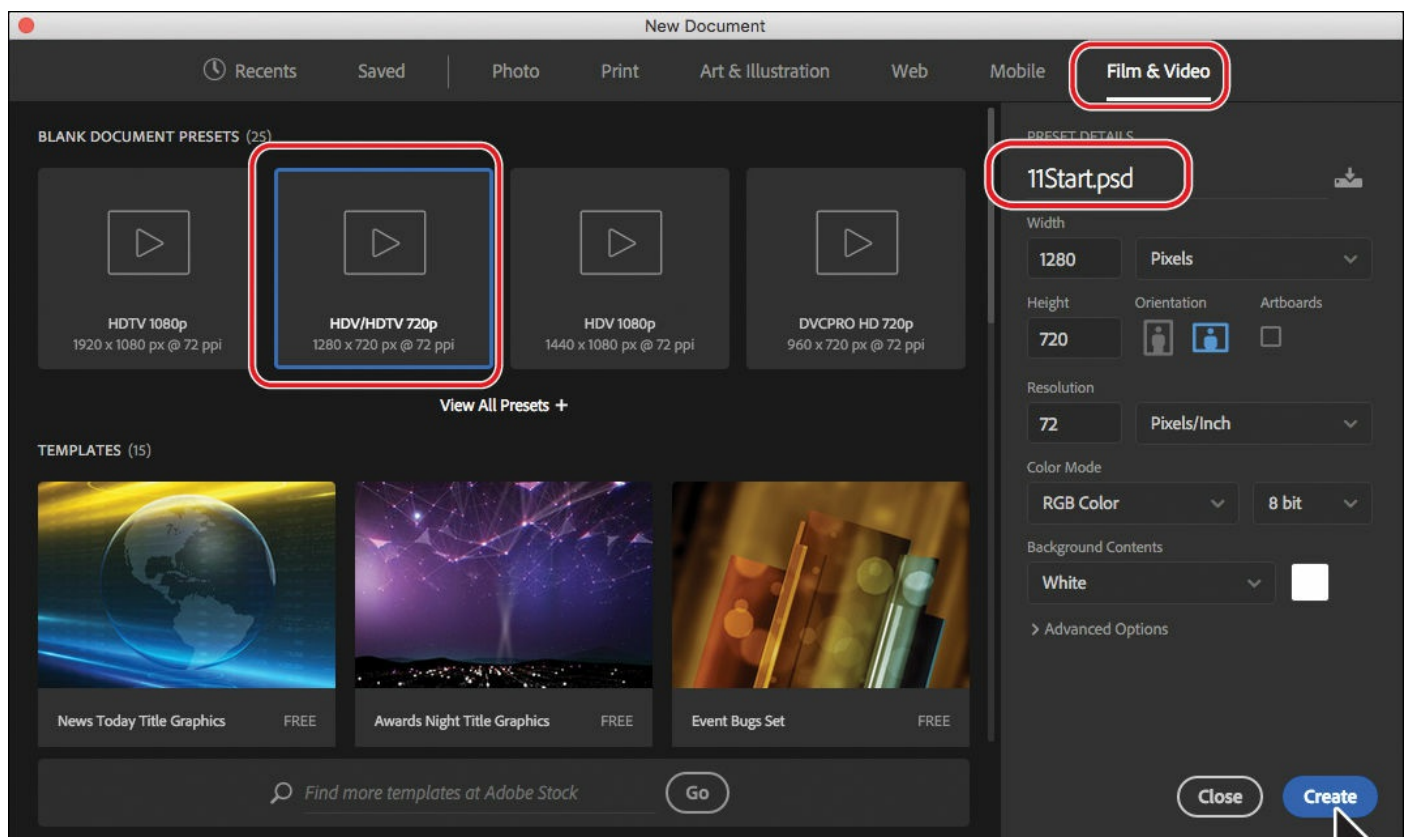 New Document
Recents Saved Photo Print Art & Illustration Web Mobile Film & Video
BLANK DOCUMENT PRESETS (25)
HDTV 1080p
1920 x 1080 px @ 72 ppi
HDV/HDTV 720p
1280 x 720 px @ 72 ppi
HDV 1080p
1440 x 1080 px @ 72 ppi
DVCPRO HD 720p
960 x 720 px @ 72 ppi
View All Presets +
TEMPLATES (15)
News Today Title Graphics FREE
Awards Night Title Graphics FREE
Event Bugs Set FREE
Find more templates at Adobe Stock Go
PRESET DETAILS
11Start.psd
Width
1280 Pixels
Height Orientation Artboards
720
Resolution
72 Pixels/Inch
Color Mode
RGB Color 8 bit
Background Contents
White
> Advanced Options
Close Create